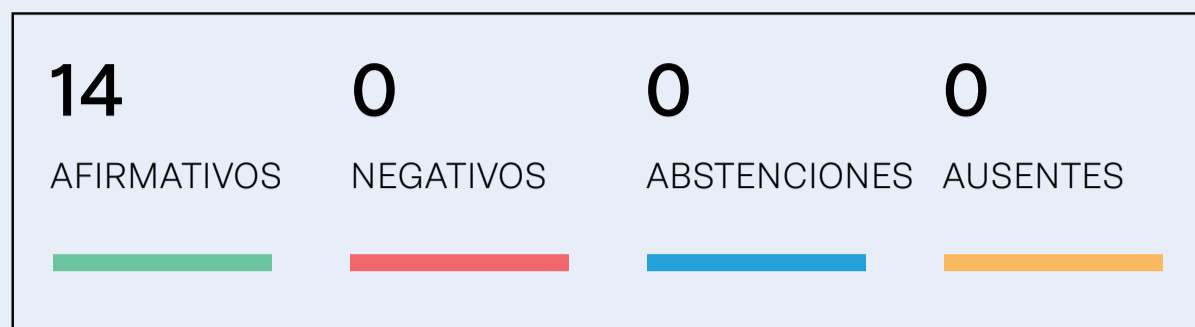 14 0 0 0
AFIRMATIVOS NEGATIVOS ABSTENCIONES AUSENTES